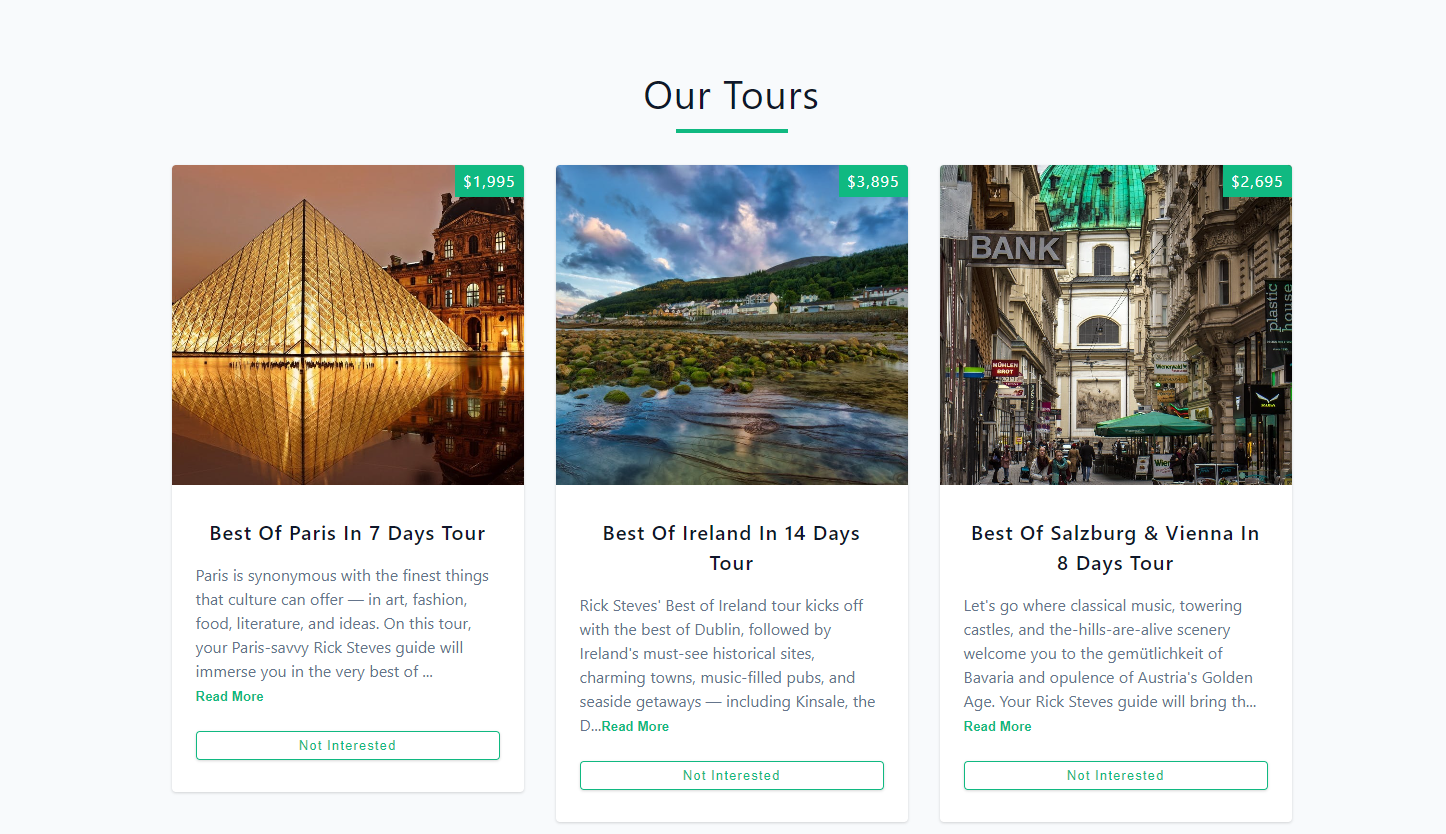 Our Tours
$1,995
$3,895
$2,695
BANK
plastic
house
MÜHLEN
BROT
Wienerwald
Wien
Best Of Paris In 7 Days Tour
Paris is synonymous with the finest things
that culture can offer — in art, fashion,
food, literature, and ideas. On this tour,
your Paris-savvy Rick Steves guide will
immerse you in the very best of ...
Read More
Not Interested
Best Of Ireland In 14 Days
Tour
Rick Steves' Best of Ireland tour kicks off
with the best of Dublin, followed by
Ireland's must-see historical sites,
charming towns, music-filled pubs, and
seaside getaways — including Kinsale, the
D...Read More
Not Interested
Best Of Salzburg & Vienna In
8 Days Tour
Let's go where classical music, towering
castles, and the-hills-are-alive scenery
welcome you to the gemütlichkeit of
Bavaria and opulence of Austria's Golden
Age. Your Rick Steves guide will bring th...
Read More
Not Interested